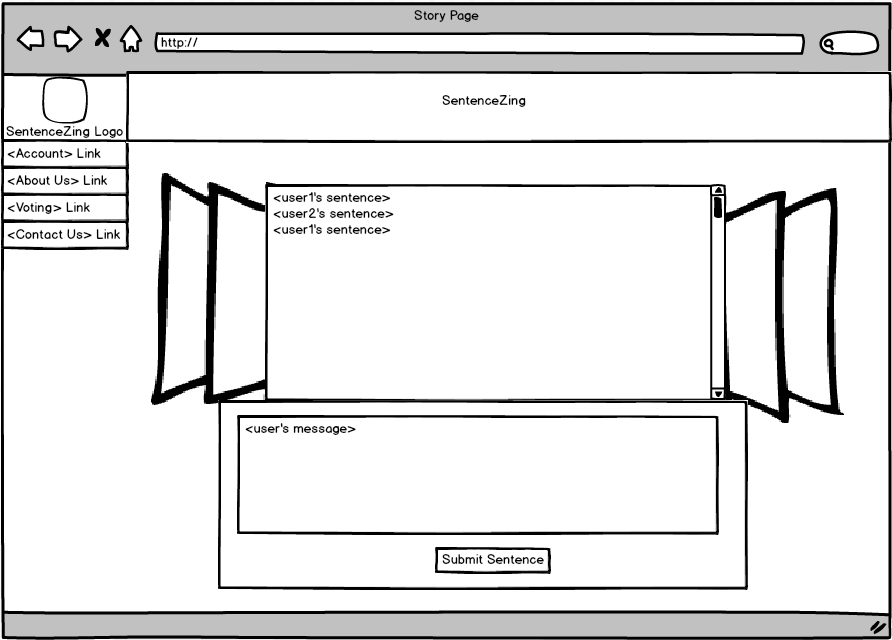 Story Page
http://
SentenceZing
SentenceZing Logo
<Account> Link
<About Us> Link
<Voting> Link
<Contact Us> Link
<user1's sentence>
<user2's sentence>
<user1's sentence>
<user's message>
Submit Sentence